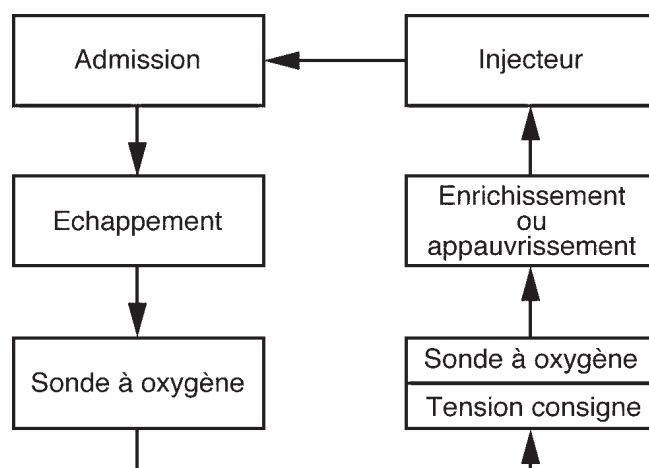 Admission
Injecteur
Echappement
Enrichissement
ou
appauvrissement
Sonde à oxygène
Sonde à oxygène
Tension consigne